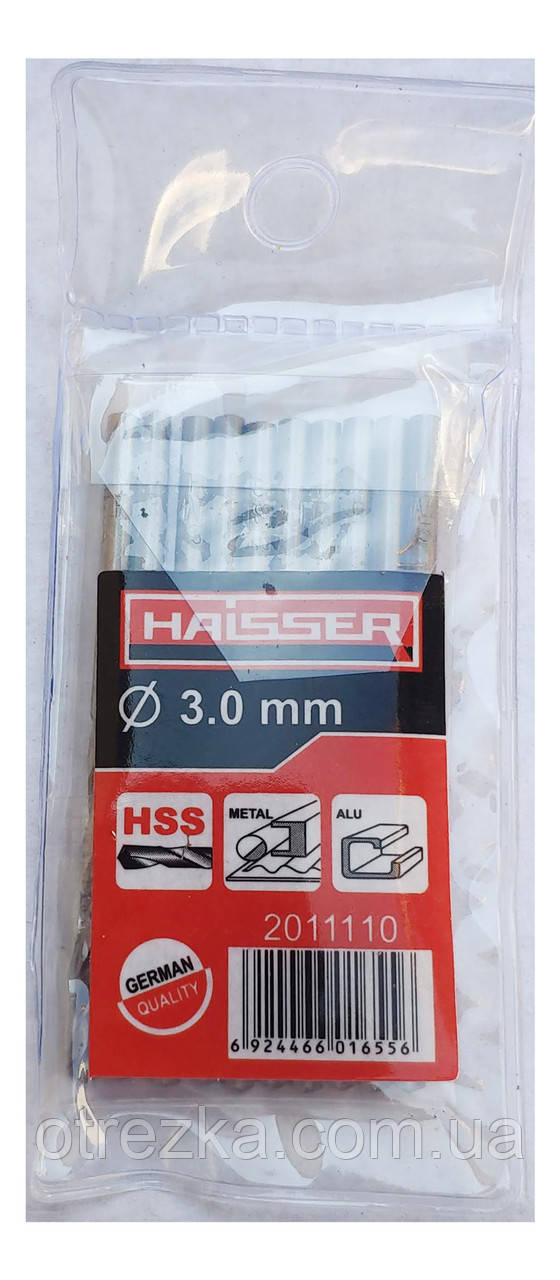 HAISSER
Ø 3.0 mm
HSS
METAL
ALU
2011110
GERMAN
QUALITY
6 924466 016556
otrezka.com.ua